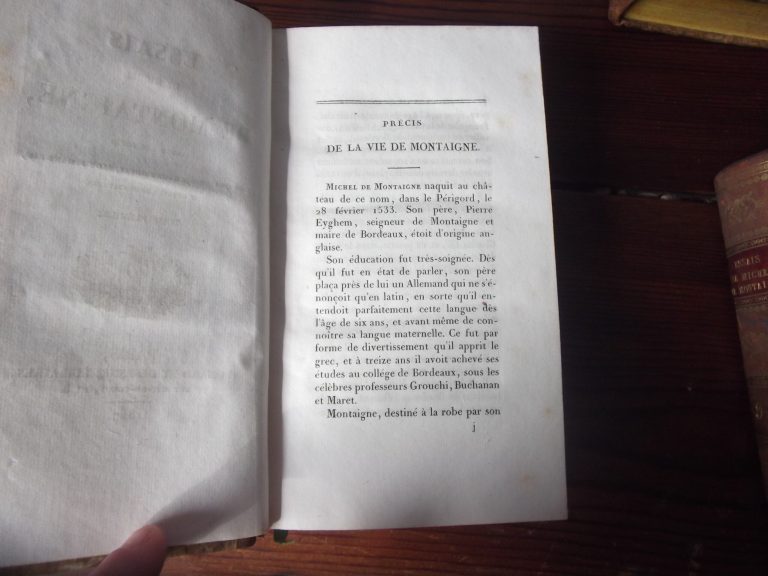 PRÉCIS
DE LA VIE DE MONTAIGNE.
MICHEL DE MONTAIGNE naquit au châ-
teau de ce nom, dans le Périgord, le
28 février 1533. Son père, Pierre
Eyghem, seigneur de Montaigne et
maire de Bordeaux, étoit d'origine an-
glaise.
Son éducation fut très-soignée. Dès
qu'il fut en état de parler, son père
plaça près de lui un Allemand qui ne s'é-
nonçoit qu'en latin, en sorte qu'il en-
tendoit parfaitement cette langue dès
l'âge de six ans, et avant même de con-
noître sa langue maternelle. Ce fut par
forme de divertissement qu'il apprit le
grec, et à treize ans il avoit achevé ses
études au collége de Bordeaux, sous les
célèbres professeurs Grouchi, Buchanan
et Maret.
Montaigne, destiné à la robe par son
j
ESSAIS
DE MICHEL